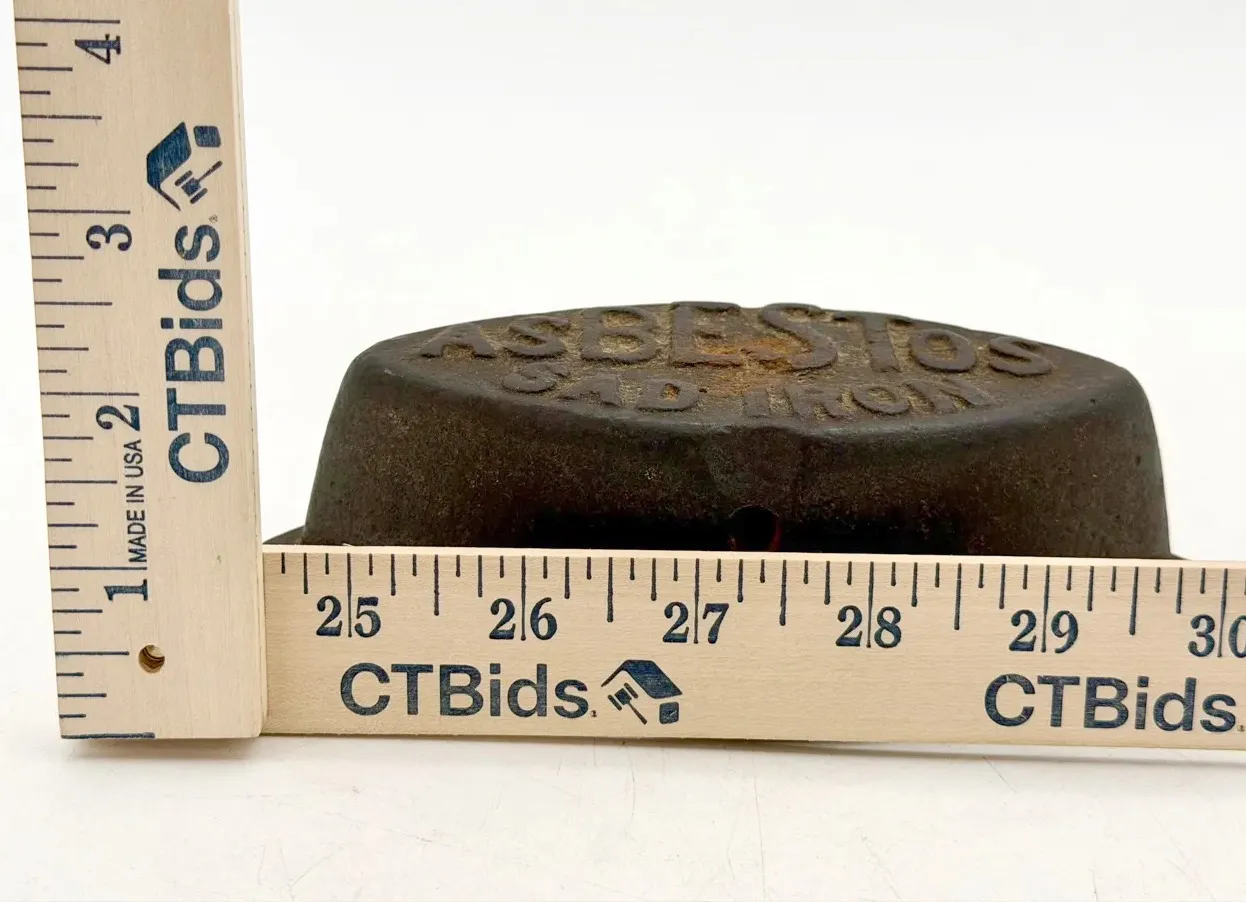 4
3
2
1
MADE IN USA
CTBids.®
ASBESTOS
SAD IRON
25 26 27 28 29 30
CTBids. CTBids.